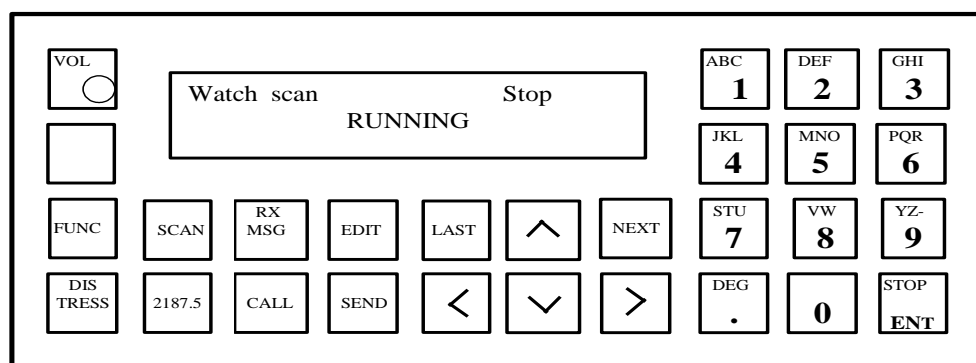 VOL
Watch scan Stop
RUNNING
ABC
1
DEF
2
GHI
3
JKL
4
MNO
5
PQR
6
FUNC
SCAN
RX
MSG
EDIT
LAST
NEXT
STU
7
VW
8
YZ-
9
DIS
TRESS
2187.5
CALL
SEND
DEG
.
0
STOP
ENT